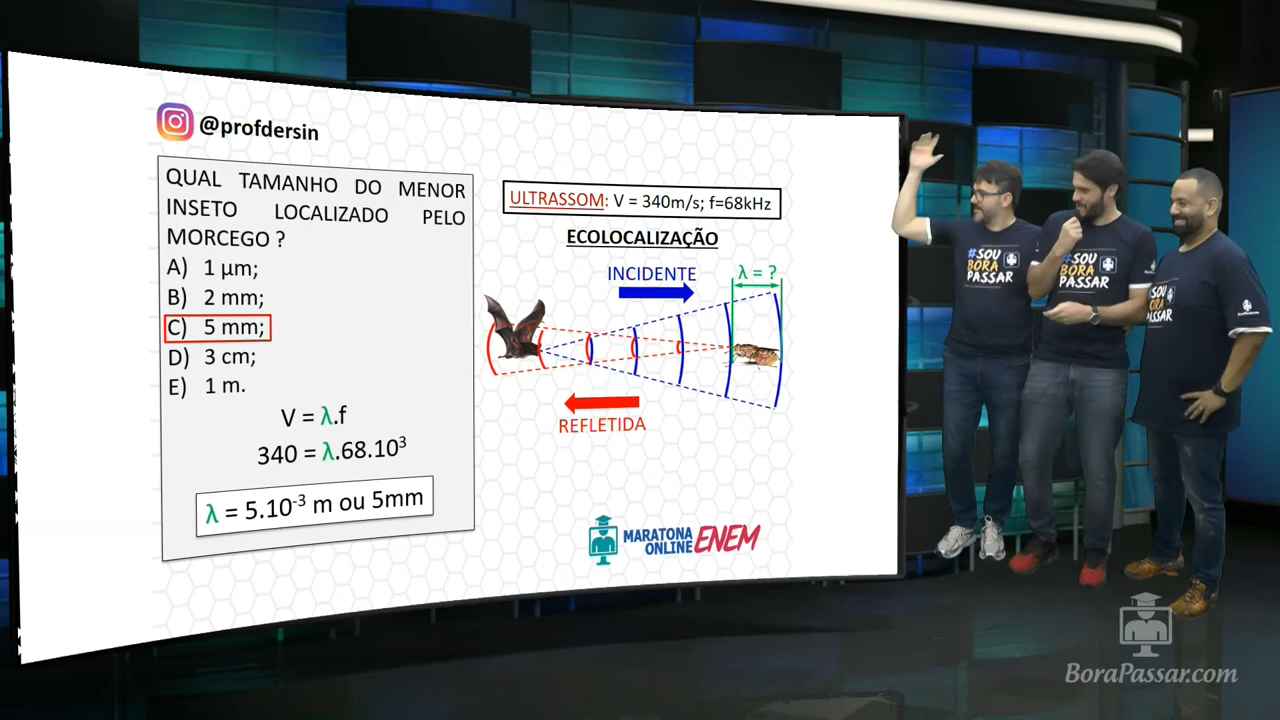 @profdersin
QUAL TAMANHO DO MENOR
INSETO LOCALIZADO PELO
MORCEGO ?
A) 1 μm;
B) 2 mm;
C) 5 mm;
D) 3 cm;
E) 1 m.
V = λ.f
340 = λ.68.10³
λ = 5.10⁻³ m ou 5mm
ULTRASSOM: V = 340m/s; f=68kHz
ECOLOCALIZAÇÃO
INCIDENTE
λ = ?
REFLETIDA
MARATONA
ONLINE
ENEM
#SOU
BORA
PASSAR
#SOU
BORA
PASSAR
SOU
BORA
PASSAR
BoraPassar.com